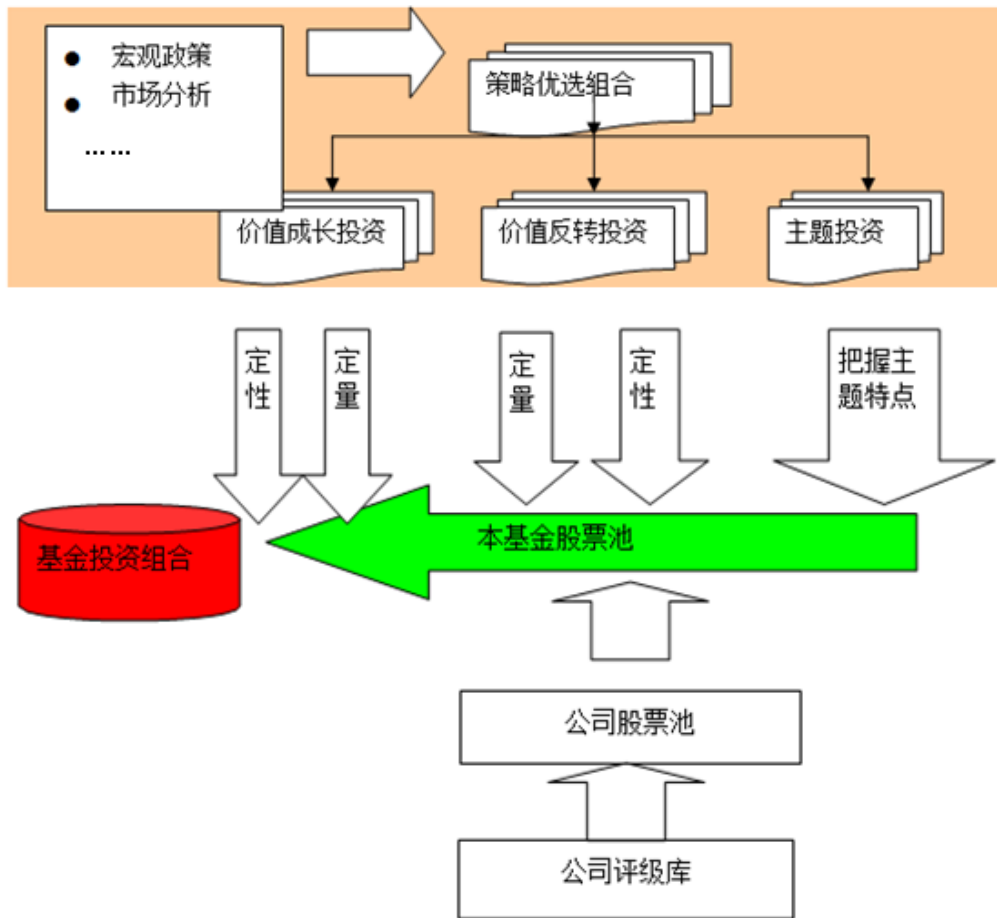 宏观政策
市场分析
……
策略优选组合
价值成长投资
价值反转投资
主题投资
定
性
定
量
定
量
定
性
把握主
题特点
基金投资组合
本基金股票池
公司股票池
公司评级库